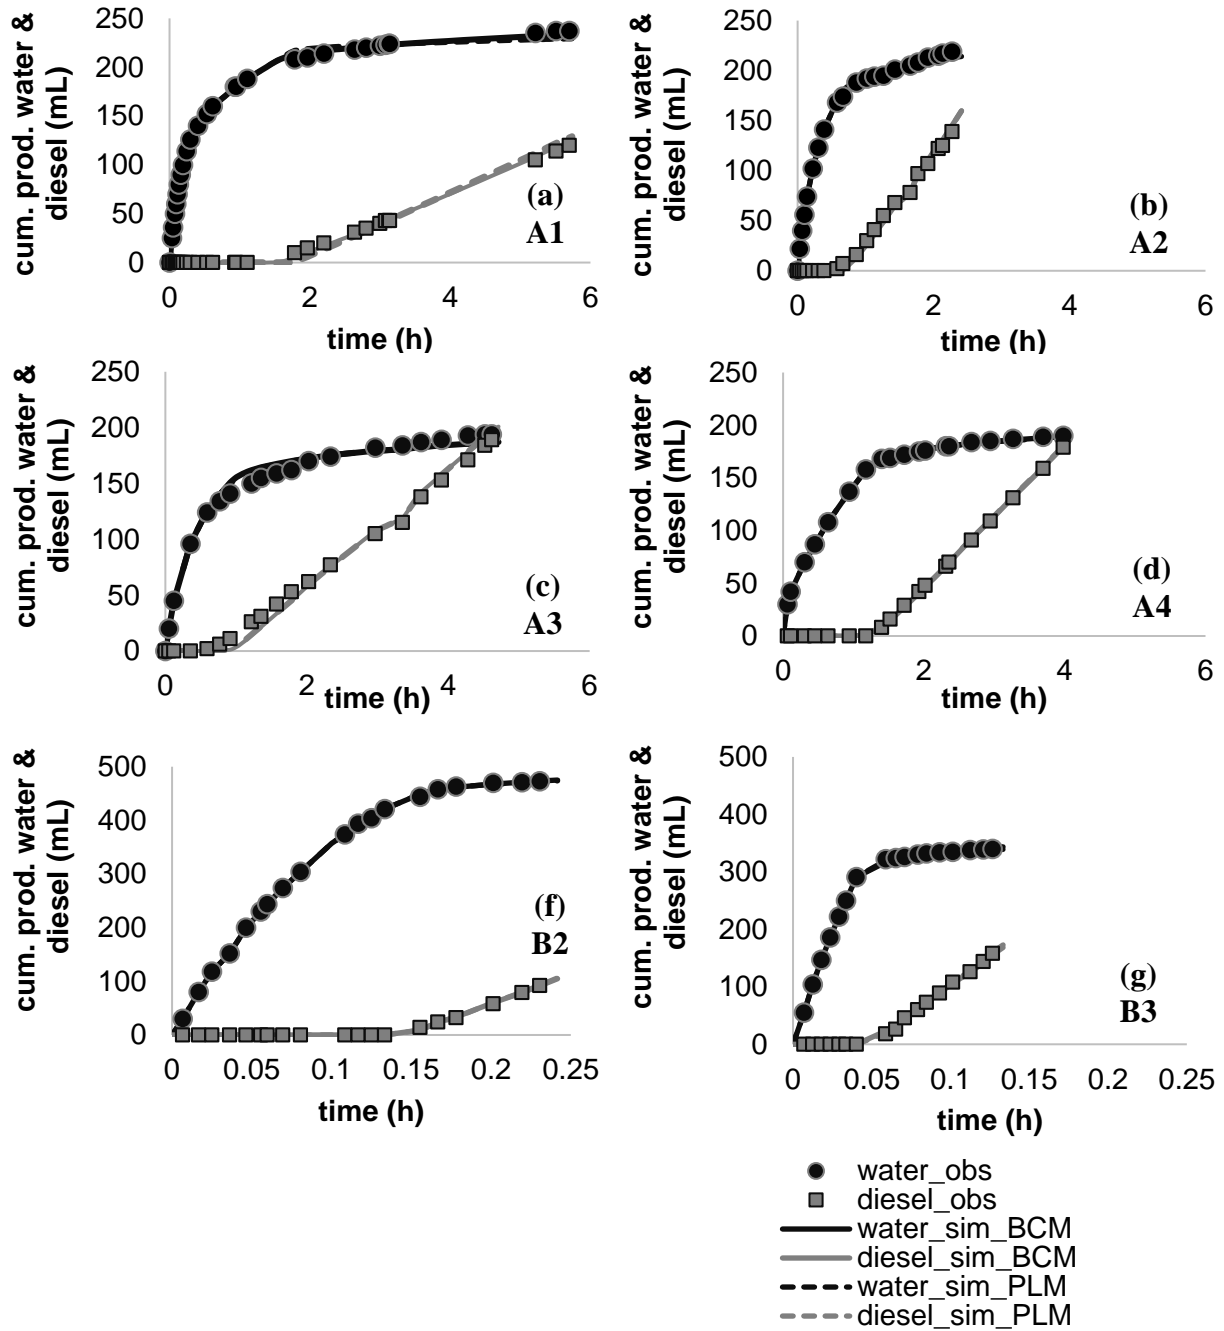 cum. prod. water &
diesel (mL)
250
200
150
100
50
0
0 2 4 6
time (h)
(a)
A1
cum. prod. water &
diesel (mL)
250
200
150
100
50
0
0 2 4 6
time (h)
(b)
A2
cum. prod. water &
diesel (mL)
250
200
150
100
50
0
0 2 4 6
time (h)
(c)
A3
cum. prod. water &
diesel (mL)
250
200
150
100
50
0
0 2 4 6
time (h)
(d)
A4
cum. prod. water &
diesel (mL)
500
400
300
200
100
0
0 0.05 0.1 0.15 0.2 0.25
time (h)
(f)
B2
cum. prod. water &
diesel (mL)
500
400
300
200
100
0
0 0.05 0.1 0.15 0.2 0.25
time (h)
(g)
B3
water_obs
diesel_obs
water_sim_BCM
diesel_sim_BCM
water_sim_PLM
diesel_sim_PLM